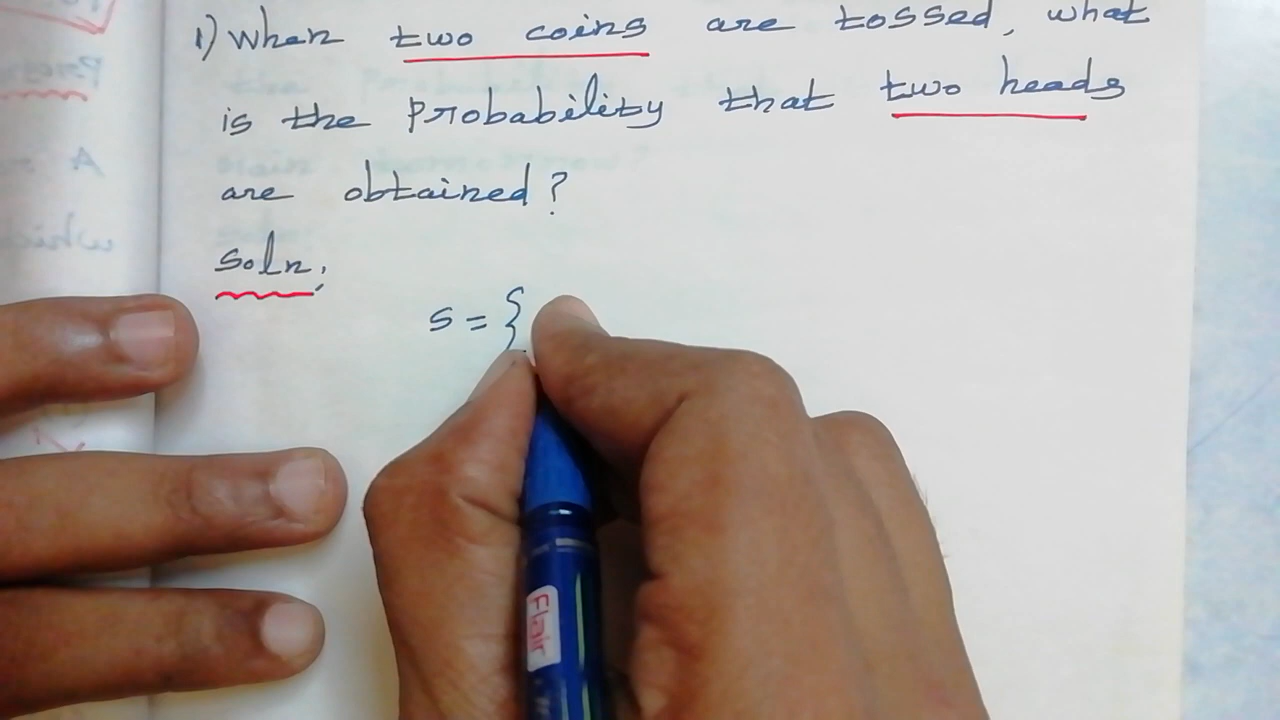 1) When two coins are tossed, what
is the Probability that two heads
are obtained?
Soln;
S = {
Flair